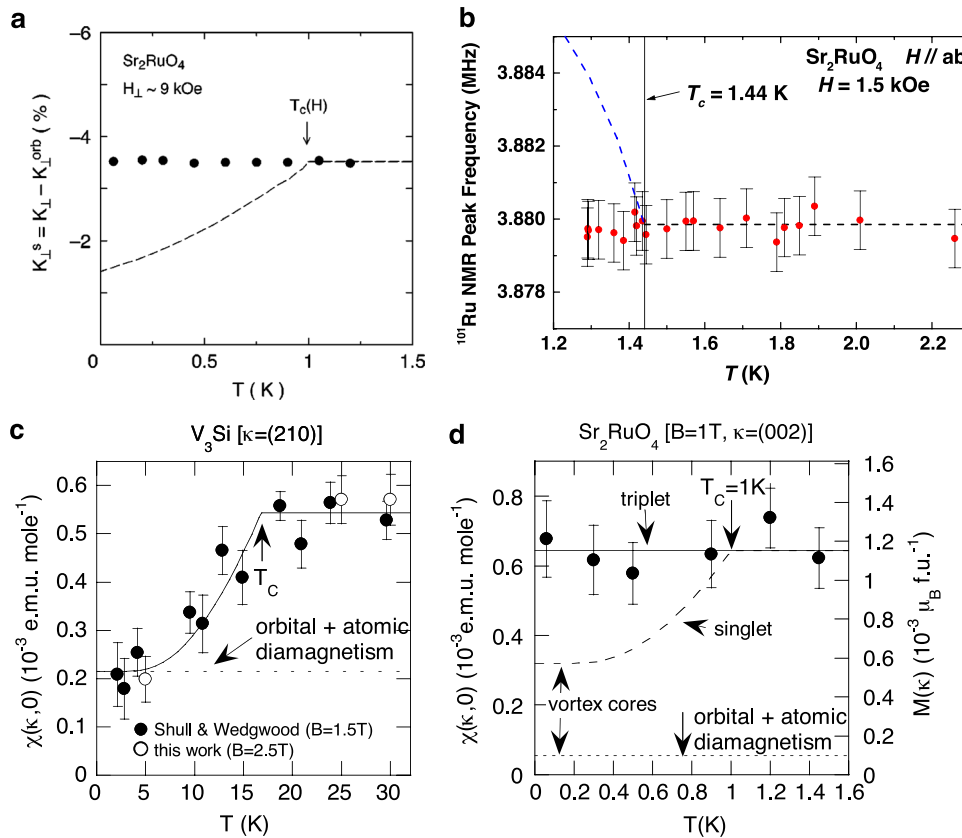 a
−6
Sr₂RuO₄
H⊥ ~ 9 kOe
T_c(H)
−4
−2
0
0.5
1
1.5
K⊥ˢ = K⊥ − K⊥ᵒʳᵇ ( % )
T ( K )
b
Sr₂RuO₄ H // ab
H = 1.5 kOe
T_c = 1.44 K
3.884
3.882
3.880
3.878
1.2
1.4
1.6
1.8
2.0
2.2
¹⁰¹Ru NMR Peak Frequency (MHz)
T (K)
c
V₃Si [κ=(210)]
0.6
0.5
0.4
0.3
0.2
0.1
0
T_C
orbital + atomic
diamagnetism
Shull & Wedgwood (B=1.5T)
this work (B=2.5T)
0
5
10
15
20
25
30
χ(κ,0) (10⁻³ e.m.u. mole⁻¹)
T (K)
d
Sr₂RuO₄ [B=1T, κ=(002)]
0.8
0.6
0.4
0.2
0
triplet
T_C=1K
singlet
vortex cores
orbital + atomic
diamagnetism
1.6
1.4
1.2
1.0
0.8
0.6
0.4
0.2
0.0
0
0.2
0.4
0.6
0.8
1
1.2
1.4
1.6
χ(κ,0) (10⁻³ e.m.u. mole⁻¹)
M(κ) (10⁻³ μ_B f.u.⁻¹)
T(K)